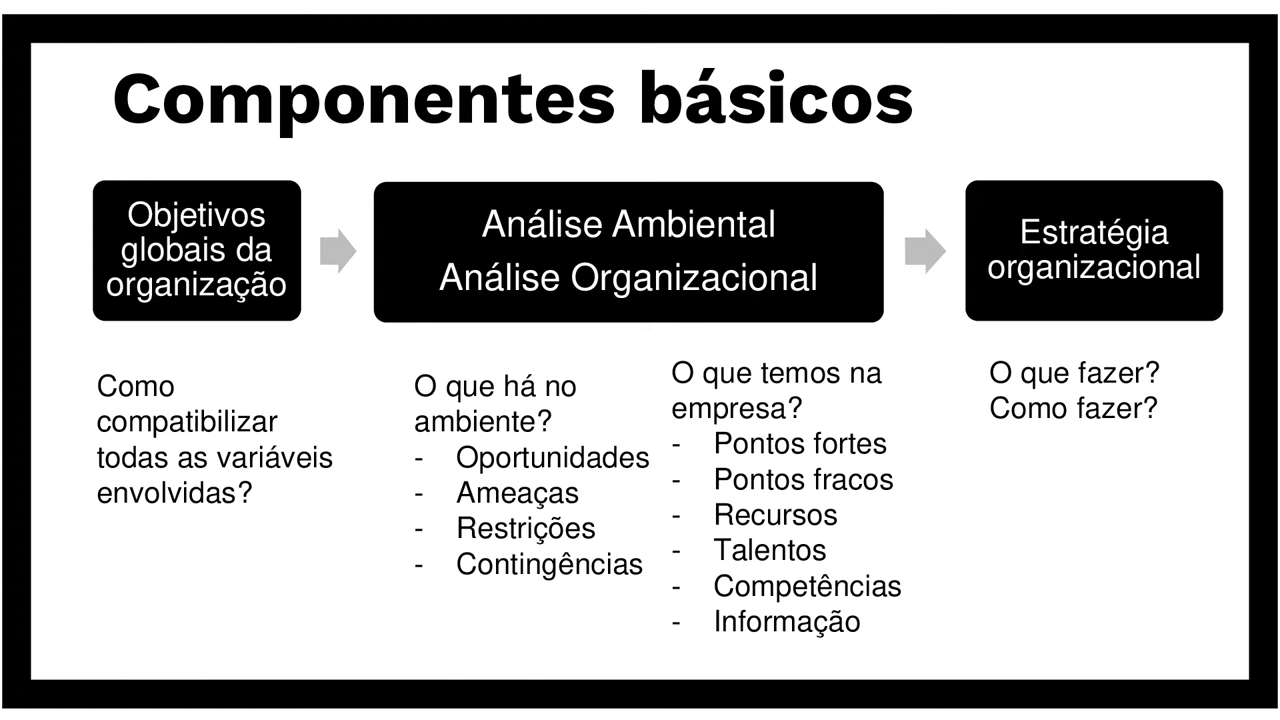 Componentes básicos
Objetivos
globais da
organização
Análise Ambiental
Análise Organizacional
Estratégia
organizacional
Como
compatibilizar
todas as variáveis
envolvidas?
O que há no
ambiente?
- Oportunidades
- Ameaças
- Restrições
- Contingências
O que temos na
empresa?
- Pontos fortes
- Pontos fracos
- Recursos
- Talentos
- Competências
- Informação
O que fazer?
Como fazer?